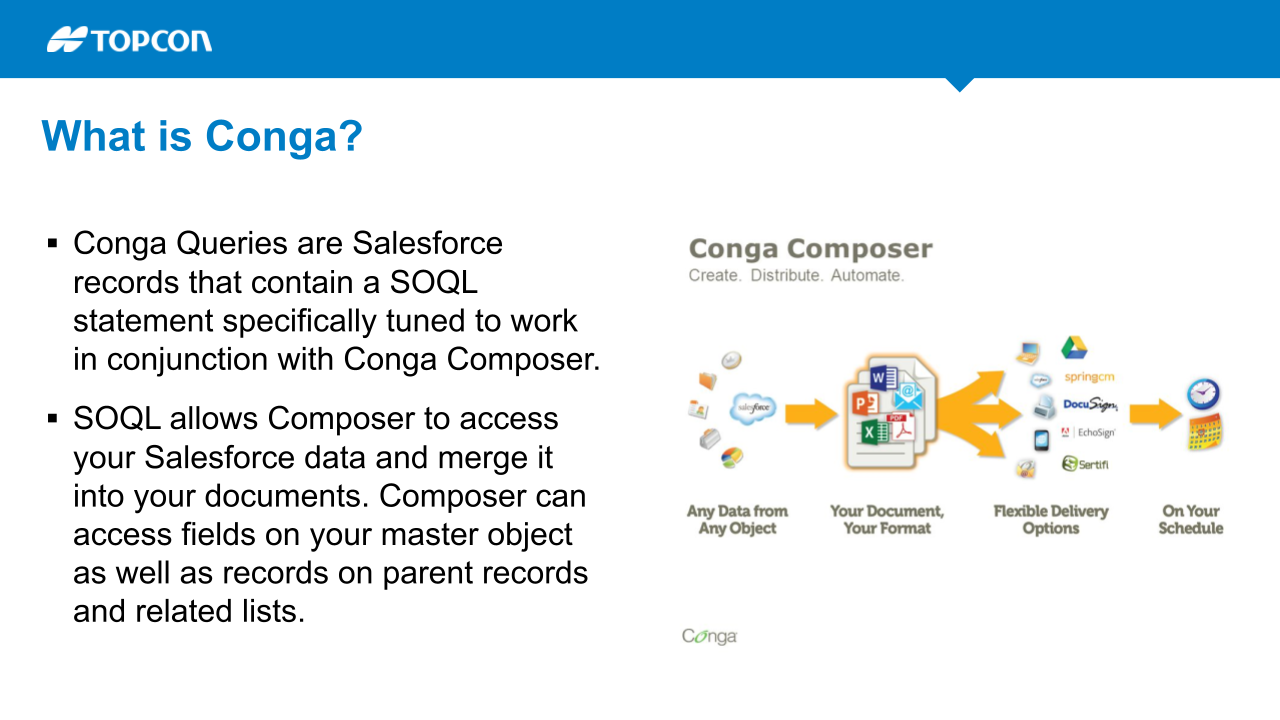 TOPCON
What is Conga?
▪ Conga Queries are Salesforce
records that contain a SOQL
statement specifically tuned to work
in conjunction with Conga Composer.
▪ SOQL allows Composer to access
your Salesforce data and merge it
into your documents. Composer can
access fields on your master object
as well as records on parent records
and related lists.
Conga Composer
Create. Distribute. Automate.
salesforce
W
P
@
X
PDF
springcm
DocuSign
Adobe | EchoSign
Sertifi
Any Data from
Any Object
Your Document,
Your Format
Flexible Delivery
Options
On Your
Schedule
Conga